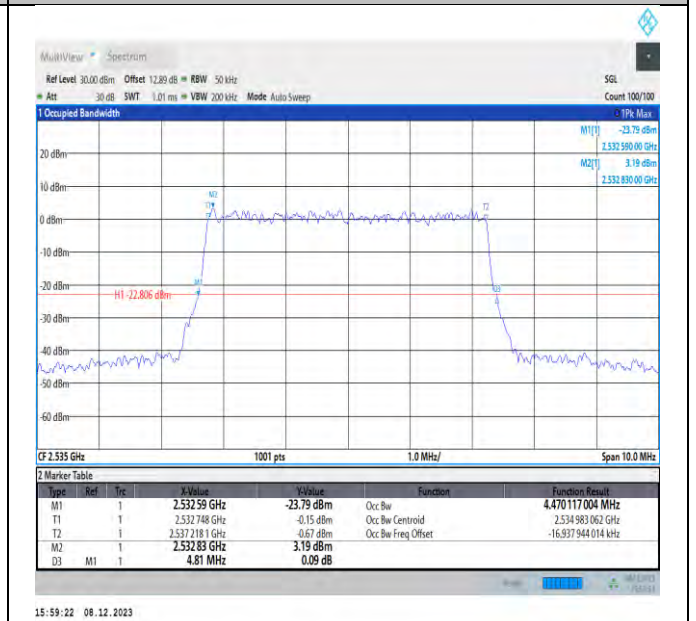 MultiView Spectrum
Ref Level 30.00 dBm Offset 12.89 dB RBW 50 kHz SGL
Att 30 dB SWT 1.01 ms VBW 200 kHz Mode Auto Sweep Count 100/100
1 Occupied Bandwidth 1Pk Max
M1[1] -23.79 dBm
2.532 590 00 GHz
M2[1] 3.19 dBm
2.532 830 00 GHz
20 dBm
10 dBm
M2
T1 T2
0 dBm
-10 dBm
-20 dBm
M1 D3
H1 -22.806 dBm
-30 dBm
-40 dBm
-50 dBm
-60 dBm
CF 2.535 GHz 1001 pts 1.0 MHz/ Span 10.0 MHz
2 Marker Table
Type Ref Trc X-Value Y-Value Function Function Result
M1 1 2.532 59 GHz -23.79 dBm Occ Bw 4.470 117 004 MHz
T1 1 2.532 748 GHz -0.15 dBm Occ Bw Centroid 2.534 983 062 GHz
T2 1 2.537 218 1 GHz -0.67 dBm Occ Bw Freq Offset -16.937 944 014 kHz
M2 1 2.532 83 GHz 3.19 dBm
D3 M1 1 4.81 MHz 0.09 dB
15:59:22 08.12.2023